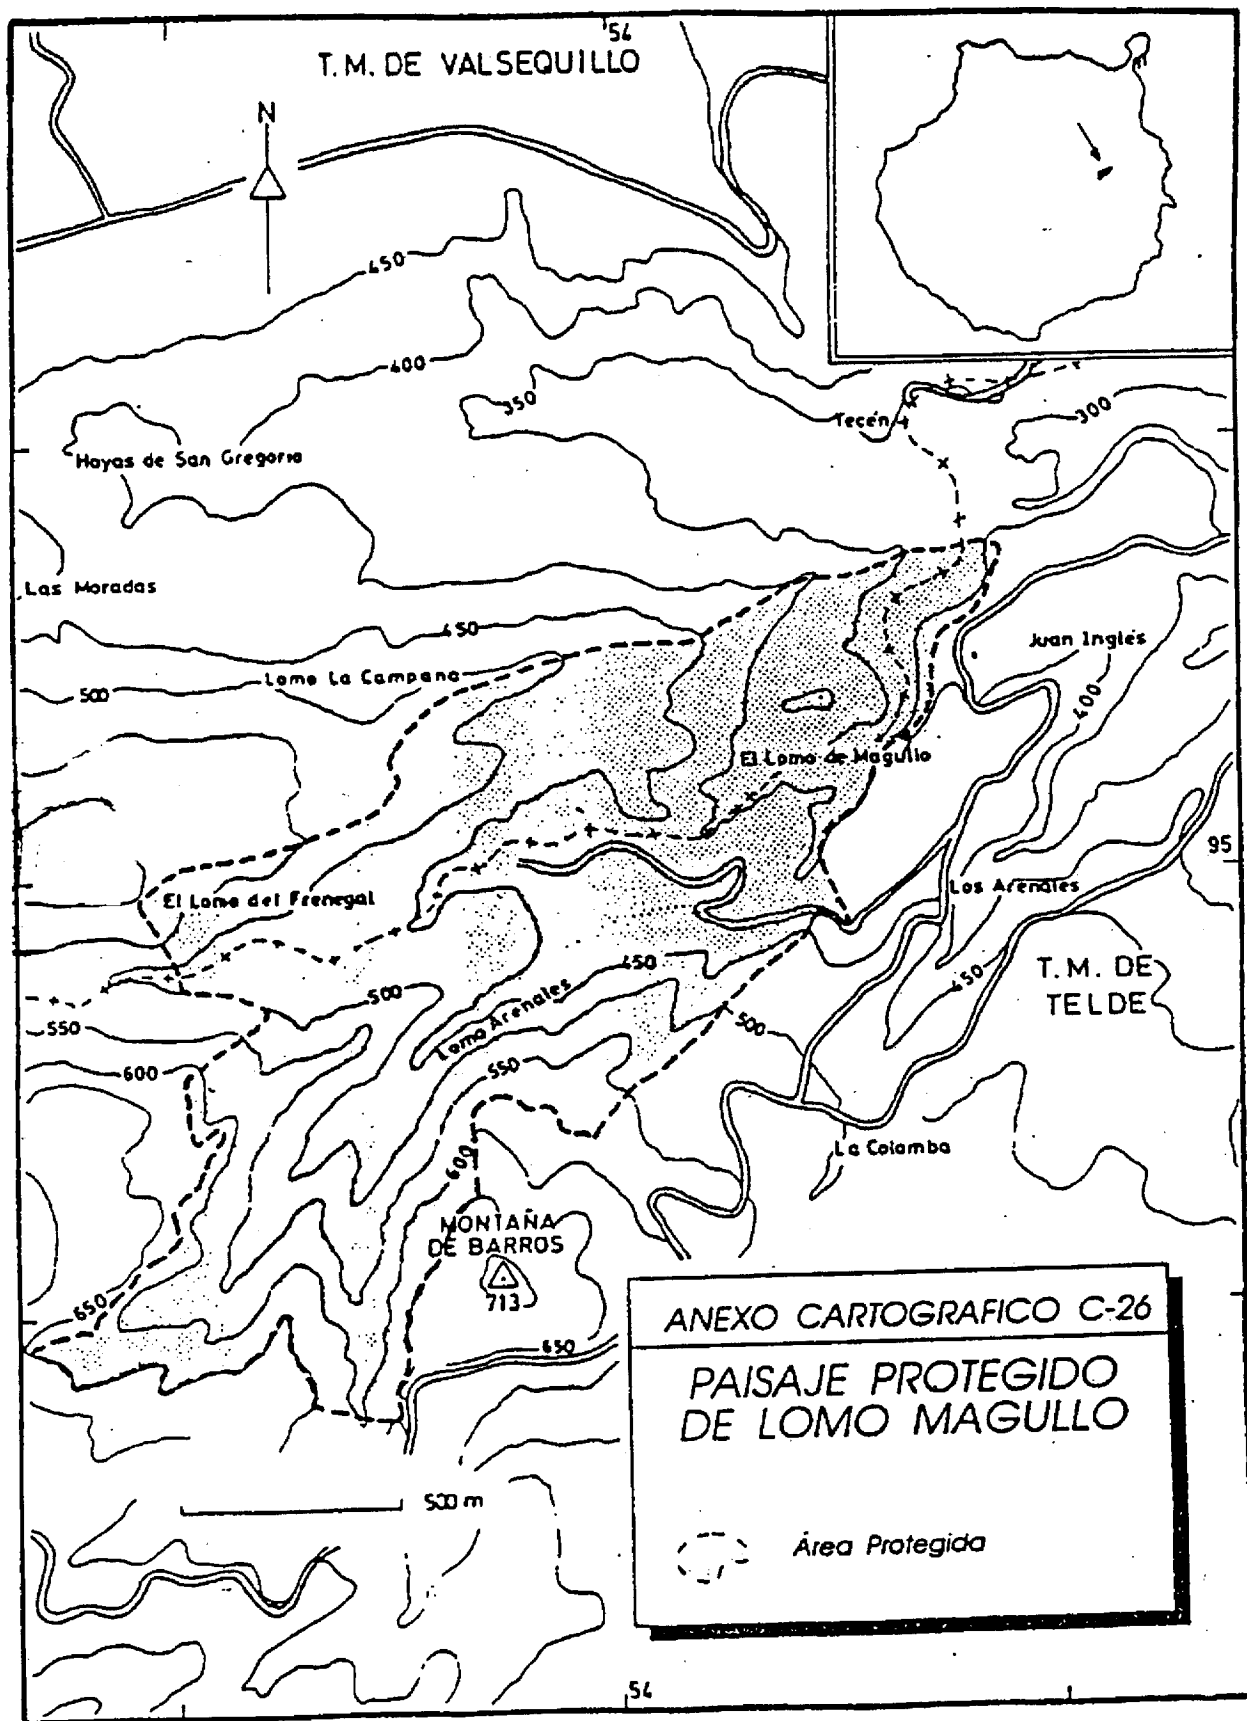 54
T.M. DE VALSEQUILLO
N
450
400
350
Tecén
300
Hoyas de San Gregorio
Las Moradas
450
Juan Inglés
Lomo La Campana
500
400
El Lomo de Magullo
95
El Lomo del Frenegal
Los Arenales
450
T.M. DE
TELDE
450
500
Lomo Arenales
500
550
550
600
La Colomba
600
MONTAÑA
DE BARROS
713
650
650
ANEXO CARTOGRAFICO C-26
PAISAJE PROTEGIDO
DE LOMO MAGULLO
500 m
Área Protegida
54